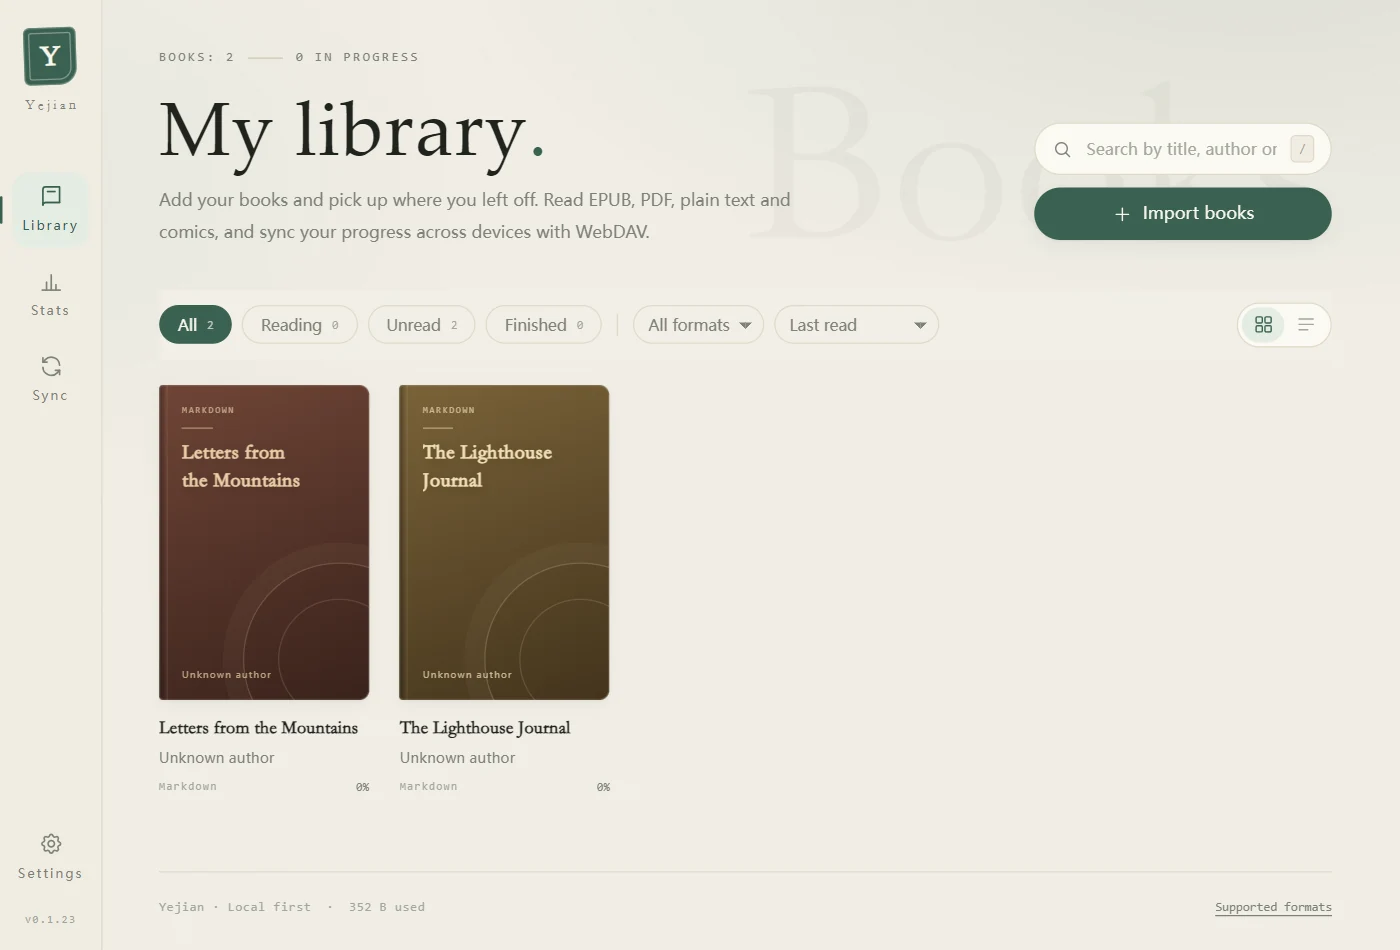 Y
Yejian
Library
Stats
Sync
Settings
v0.1.23
BOOKS: 2 0 IN PROGRESS
Books
My library.
Add your books and pick up where you left off. Read EPUB, PDF, plain text and
comics, and sync your progress across devices with WebDAV.
Search by title, author or /
+ Import books
All 2 Reading 0 Unread 2 Finished 0 All formats Last read
MARKDOWN
Letters from
the Mountains
Unknown author
Letters from the Mountains
Unknown author
Markdown 0%
MARKDOWN
The Lighthouse
Journal
Unknown author
The Lighthouse Journal
Unknown author
Markdown 0%
Yejian · Local first · 352 B used
Supported formats